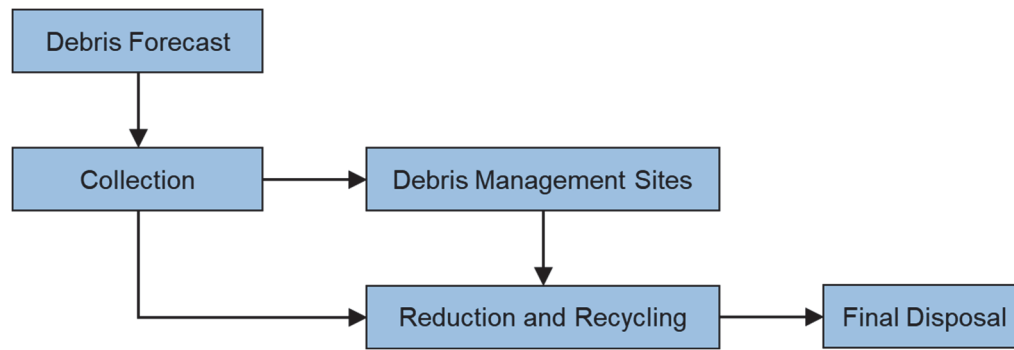 Debris Forecast
Collection
Debris Management Sites
Reduction and Recycling
Final Disposal